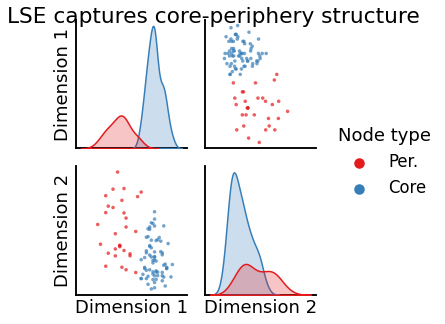 LSE captures core-periphery structure
Dimension 1
Node type
Per.
Core
Dimension 2
Dimension 1
Dimension 2